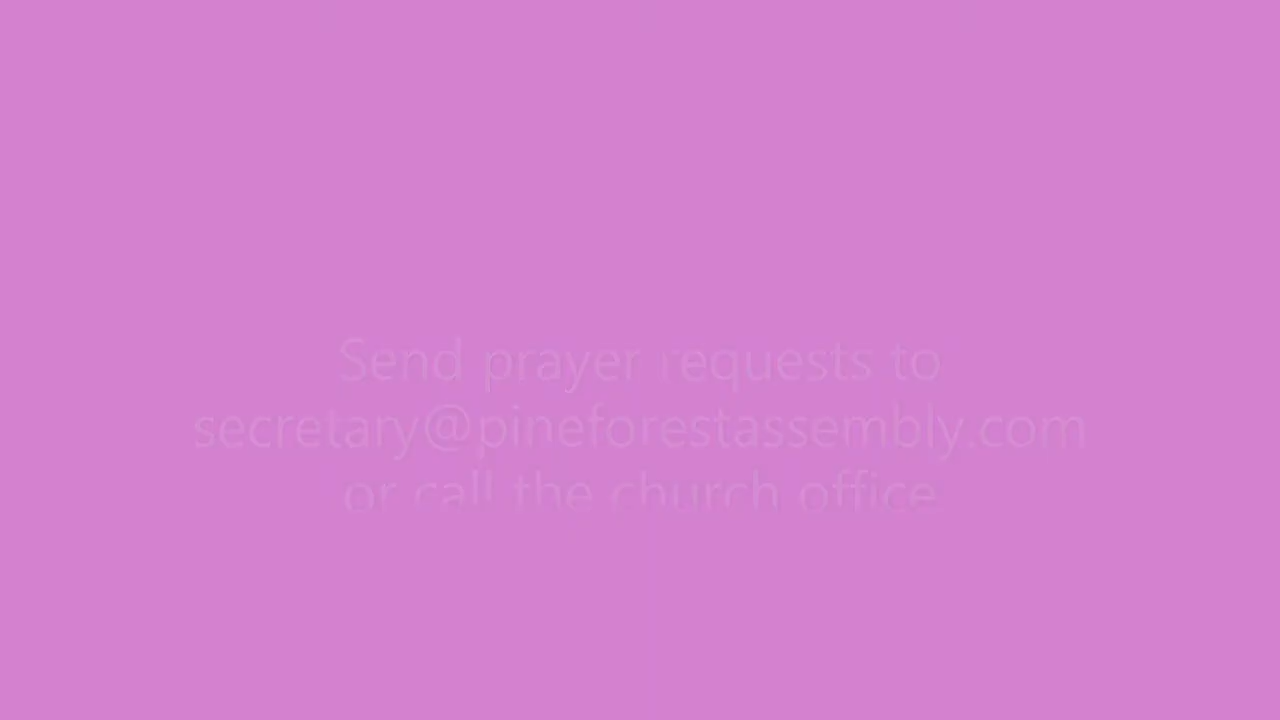 Send prayer requests to
secretary@pineforestassembly.com
or call the church office